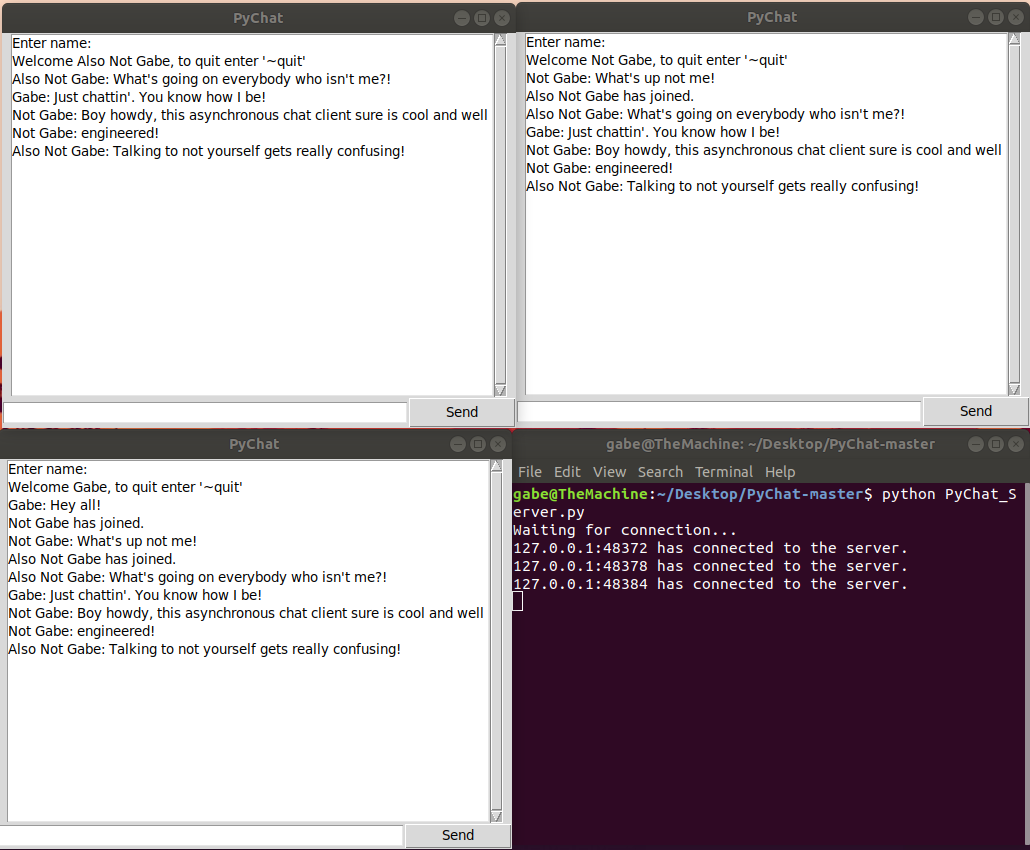 PyChat
Enter name:
Welcome Also Not Gabe, to quit enter '~quit'
Also Not Gabe: What's going on everybody who isn't me?!
Gabe: Just chattin'. You know how I be!
Not Gabe: Boy howdy, this asynchronous chat client sure is cool and well
Not Gabe: engineered!
Also Not Gabe: Talking to not yourself gets really confusing!
Send
PyChat
Enter name:
Welcome Not Gabe, to quit enter '~quit'
Not Gabe: What's up not me!
Also Not Gabe has joined.
Also Not Gabe: What's going on everybody who isn't me?!
Gabe: Just chattin'. You know how I be!
Not Gabe: Boy howdy, this asynchronous chat client sure is cool and well
Not Gabe: engineered!
Also Not Gabe: Talking to not yourself gets really confusing!
Send
PyChat
Enter name:
Welcome Gabe, to quit enter '~quit'
Gabe: Hey all!
Not Gabe has joined.
Not Gabe: What's up not me!
Also Not Gabe has joined.
Also Not Gabe: What's going on everybody who isn't me?!
Gabe: Just chattin'. You know how I be!
Not Gabe: Boy howdy, this asynchronous chat client sure is cool and well
Not Gabe: engineered!
Also Not Gabe: Talking to not yourself gets really confusing!
Send
gabe@TheMachine: ~/Desktop/PyChat-master
File Edit View Search Terminal Help
gabe@TheMachine:~/Desktop/PyChat-master$ python PyChat_S
erver.py
Waiting for connection...
127.0.0.1:48372 has connected to the server.
127.0.0.1:48378 has connected to the server.
127.0.0.1:48384 has connected to the server.